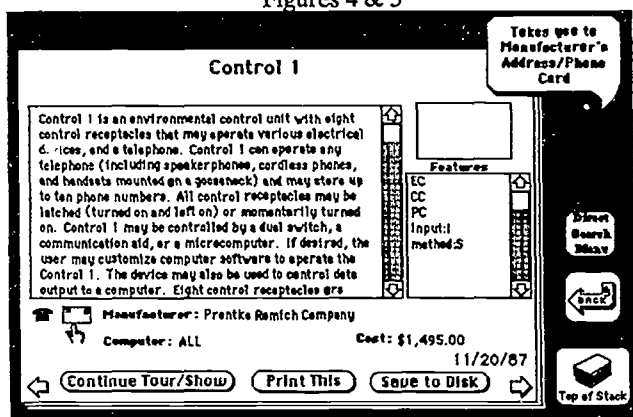 Figures 4 & 5
Takes you to
Manufacturer's
Address/Phone
Card
Control 1
Control 1 is an environmental control unit with eight
control receptacles that may operate various electrical
d. ices, and a telephone. Control 1 can operate any
telephone (including speakerphones, cordless phones,
and handsets mounted on a gooseneck) and may store up
to ten phone numbers. All control receptacles may be
latched (turned on and left on) or momentarily turned
on. Control 1 may be controlled by a dual switch, a
communication aid, or a microcomputer. If desired, the
user may customize computer software to operate the
Control 1. The device may also be used to control data
output to a computer. Eight control receptacles are
Features
EC
CC
PC
Input:I
method:S
Direct
Search
Menu
BACK
Manufacturer: Prentke Romich Company
Computer: ALL
Cost: $1,495.00
11/20/87
Continue Tour/Show
Print This
Save to Disk
Top of Stack